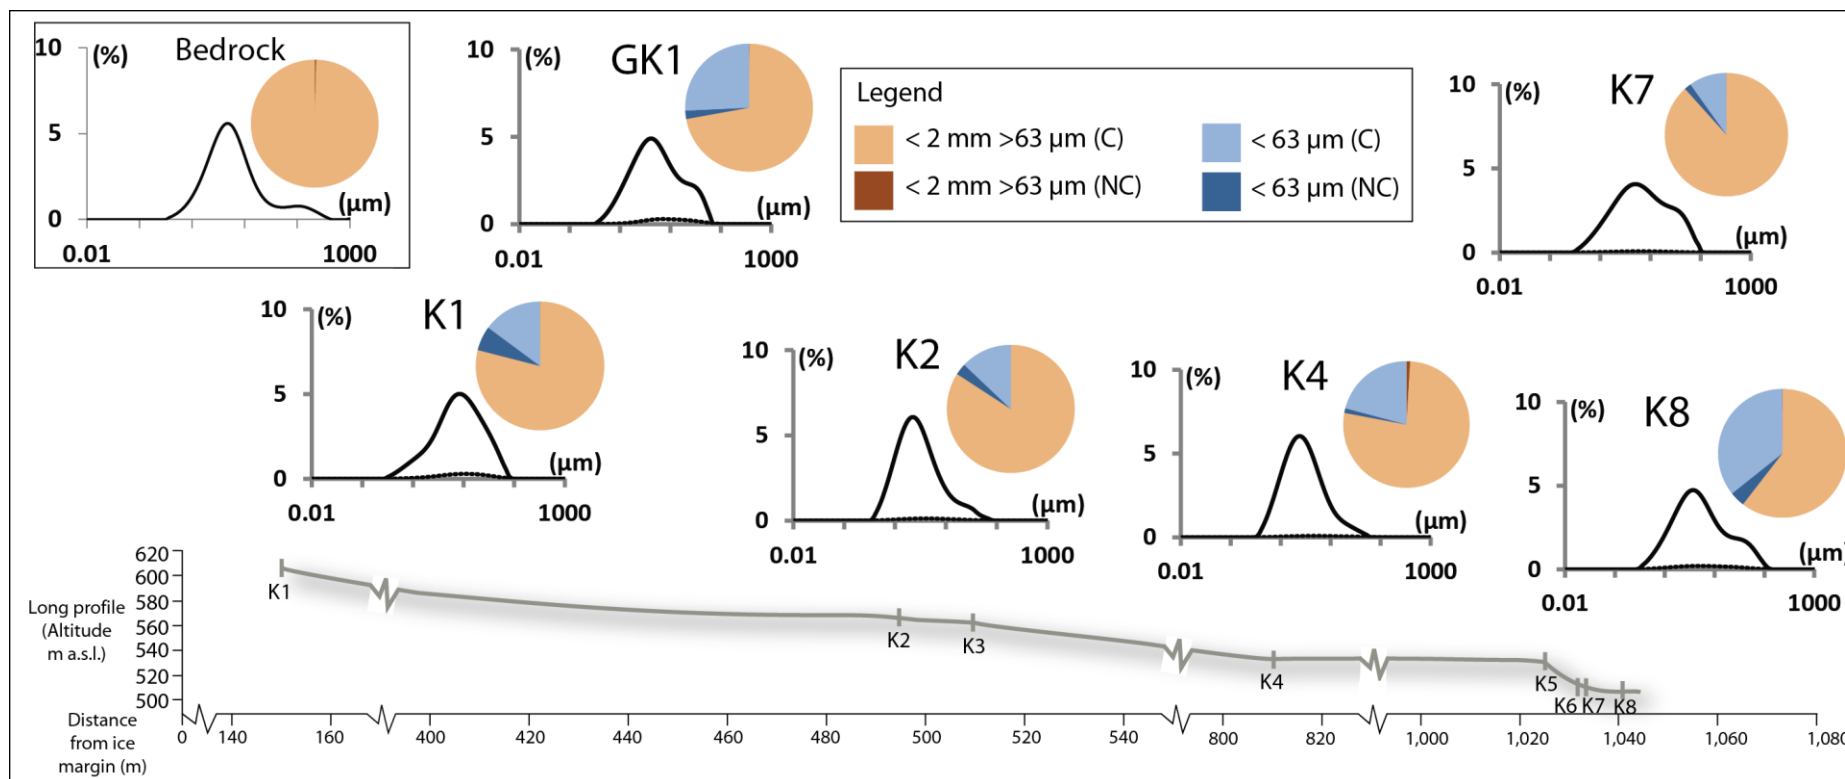 Bedrock
10 (%)
5
0
(µm)
0.01 1000
GK1
10 (%)
5
0
(µm)
0.01 1000
Legend
< 2 mm >63 µm (C)
< 2 mm >63 µm (NC)
< 63 µm (C)
< 63 µm (NC)
K7
10 (%)
5
0
(µm)
0.01 1000
K1
10 (%)
5
0
(µm)
0.01 1000
K2
10 (%)
5
0
(µm)
0.01 1000
K4
10 (%)
5
0
(µm)
0.01 1000
K8
10 (%)
5
0
(µm)
0.01 1000
Long profile
(Altitude
m a.s.l.)
620
600
580
560
540
520
500
K1
K2
K3
K4
K5
K6 K7 K8
Distance
from ice
margin (m)
0 140 160 400 420 440 460 480 500 520 540 800 820 1,000 1,020 1,040 1,060 1,080